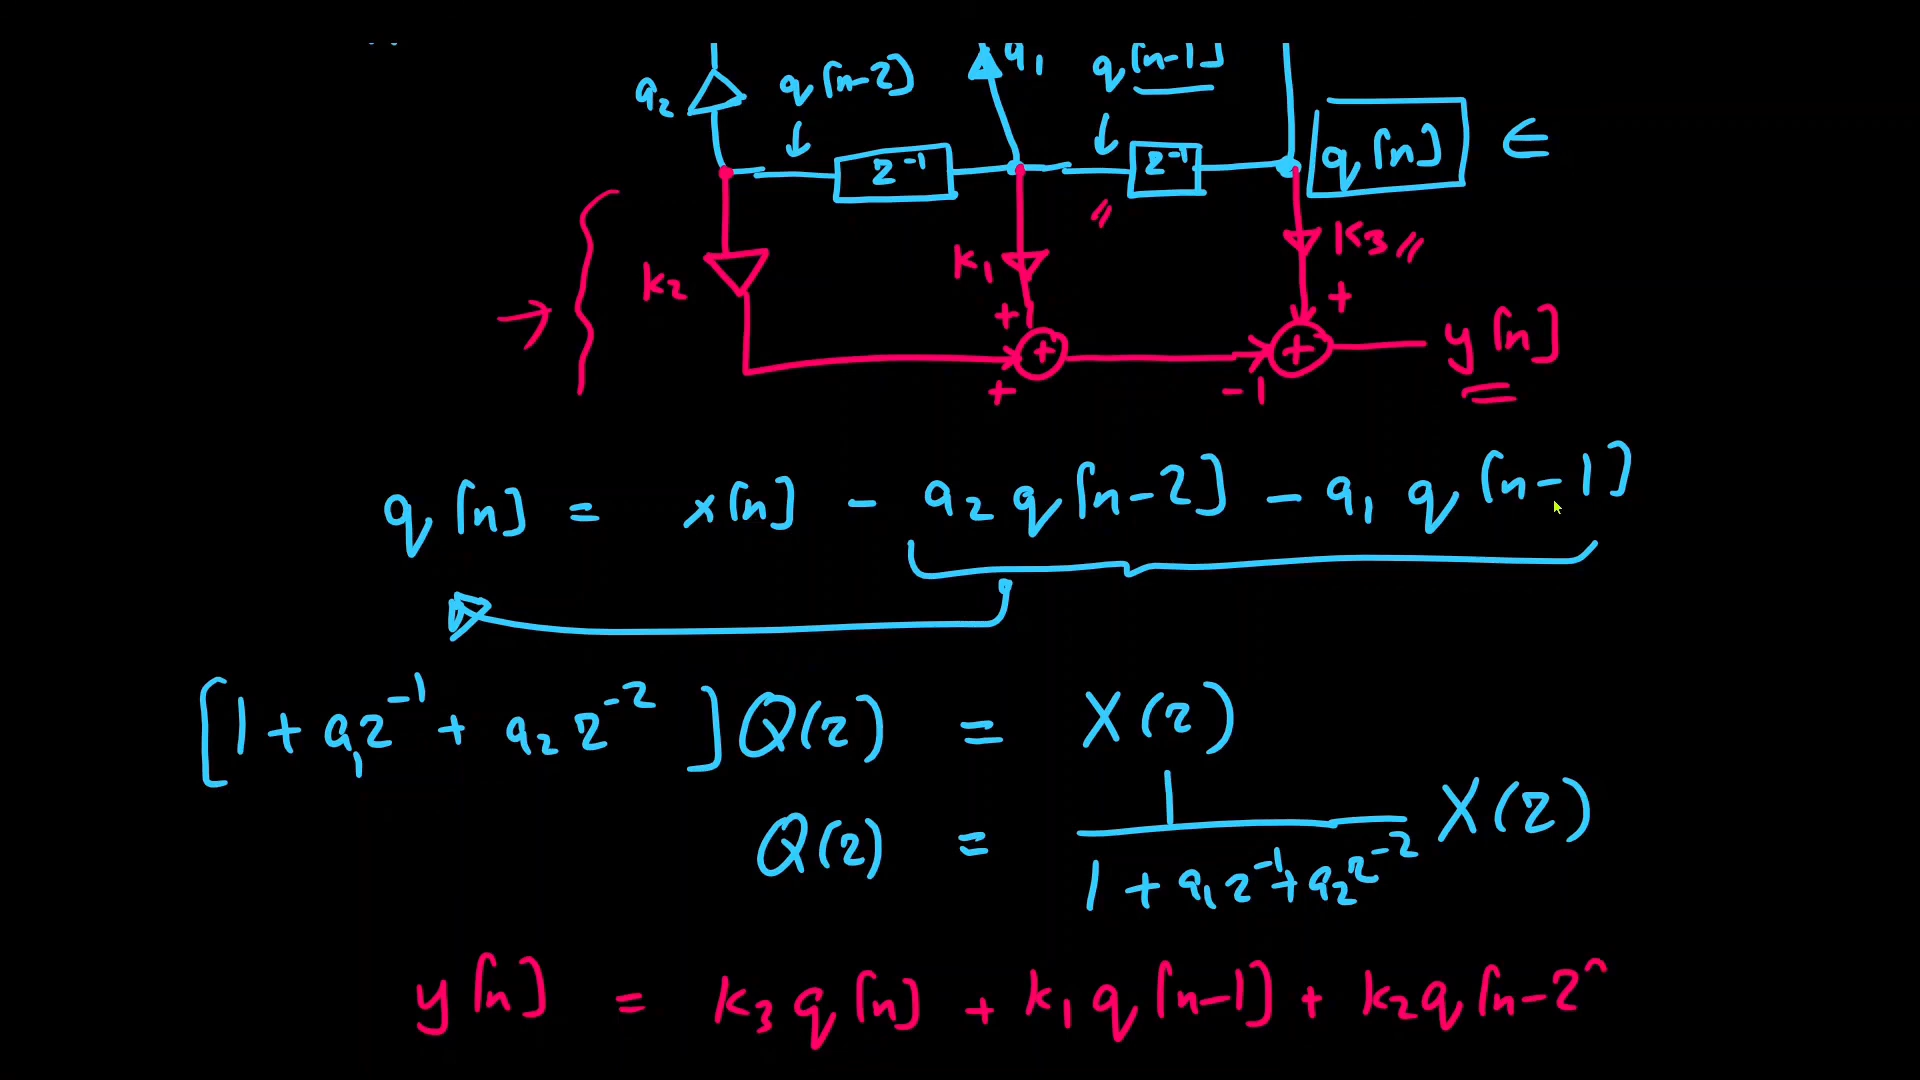 a₂ q[n-2] a₁ q[n-1]
z⁻¹ z⁻¹ q[n] ∈
k₂ k₁ k₃
+ +
+ + y[n]
+ -1
q[n] = x[n] - a₂ q[n-2] - a₁ q[n-1]
[1 + a₁z⁻¹ + a₂ z⁻² ] Q(z) = X(z)
Q(z) = 1 / 1 + a₁z⁻¹ + a₂z⁻² X(z)
y[n] = k₃ q[n] + k₁ q[n-1] + k₂ q[n-2